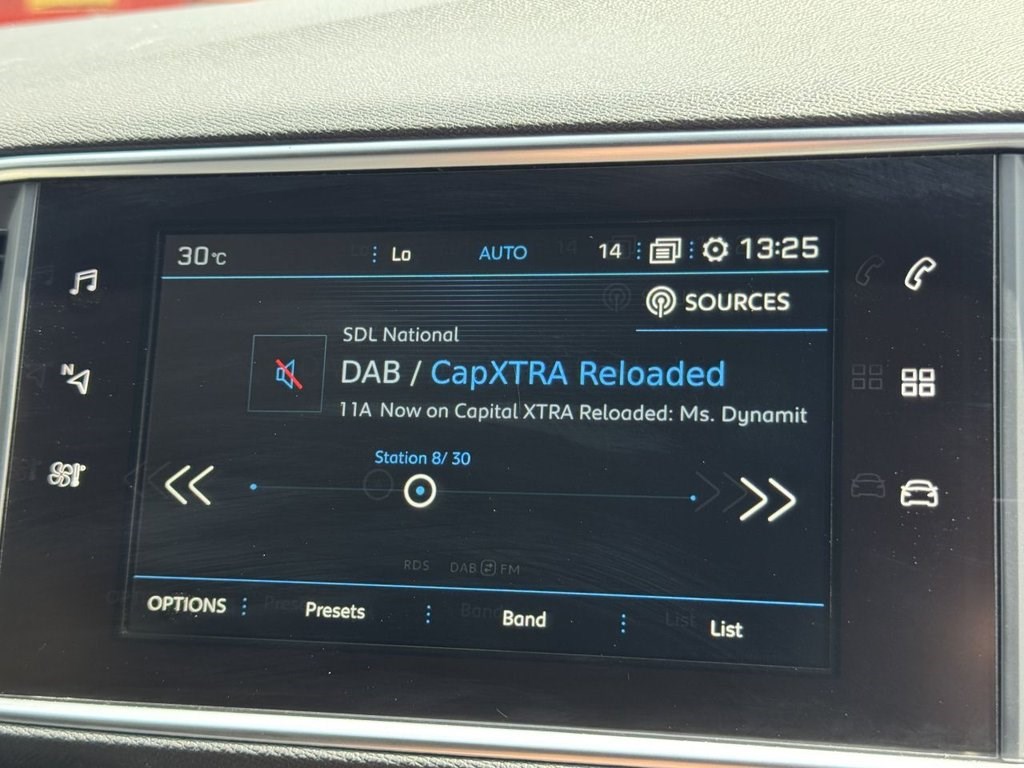 30°C Lo AUTO 14 13:25
SOURCES
SDL National
DAB / CapXTRA Reloaded
11A Now on Capital XTRA Reloaded: Ms. Dynamit
Station 8/ 30
N
RDS DAB FM
OPTIONS Presets Band List